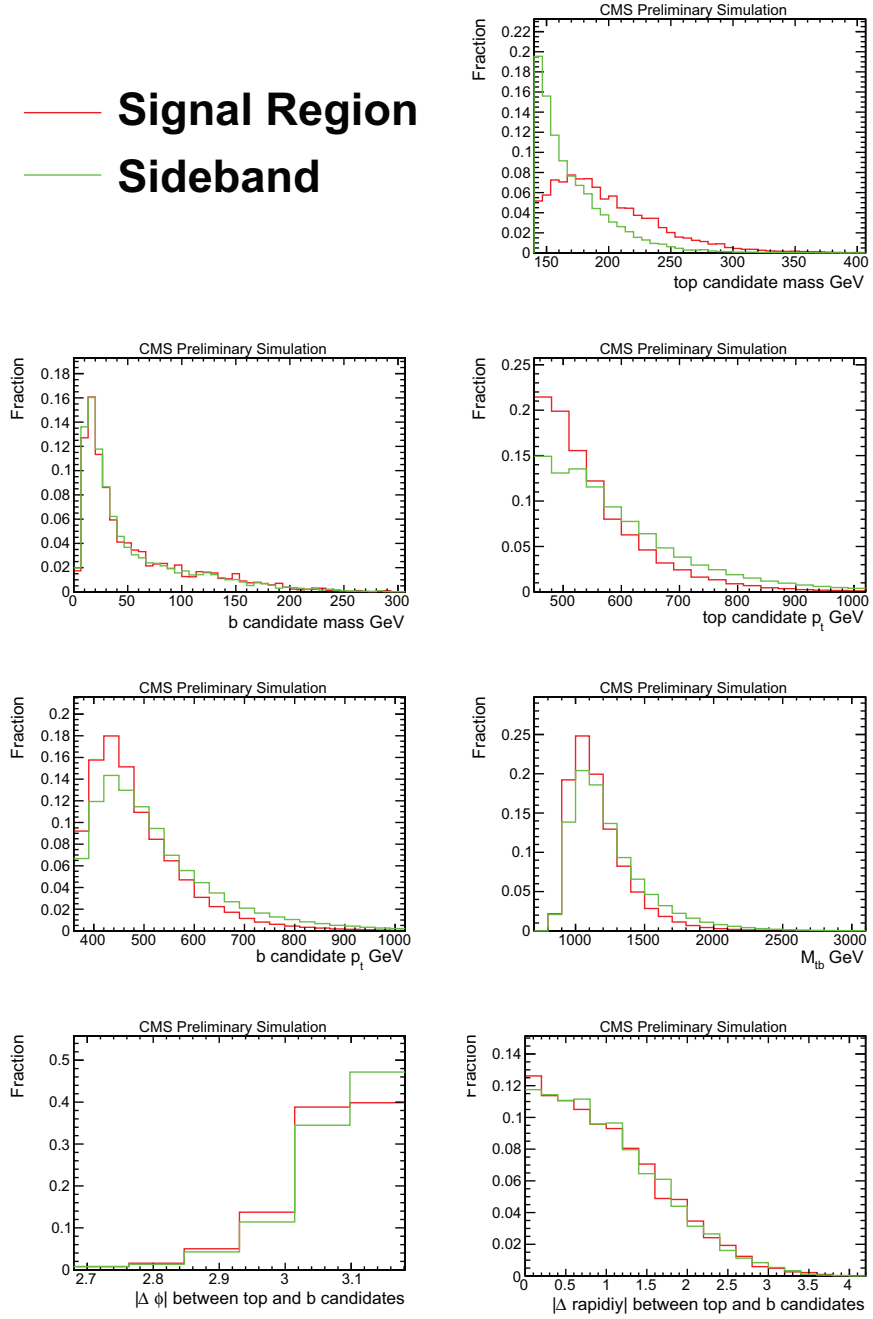 Signal Region
Sideband
CMS Preliminary Simulation
Fraction
0.22
0.2
0.18
0.16
0.14
0.12
0.1
0.08
0.06
0.04
0.02
0
150 200 250 300 350 400
top candidate mass GeV
CMS Preliminary Simulation
Fraction
0.18
0.16
0.14
0.12
0.1
0.08
0.06
0.04
0.02
0
0 50 100 150 200 250 300
b candidate mass GeV
CMS Preliminary Simulation
Fraction
0.25
0.2
0.15
0.1
0.05
0
500 600 700 800 900 1000
top candidate p_t GeV
CMS Preliminary Simulation
Fraction
0.2
0.18
0.16
0.14
0.12
0.1
0.08
0.06
0.04
0.02
0
400 500 600 700 800 900 1000
b candidate p_t GeV
CMS Preliminary Simulation
Fraction
0.25
0.2
0.15
0.1
0.05
0
1000 1500 2000 2500 3000
M_tb GeV
CMS Preliminary Simulation
Fraction
0.5
0.4
0.3
0.2
0.1
0
2.7 2.8 2.9 3 3.1
|Δ ϕ| between top and b candidates
CMS Preliminary Simulation
Fraction
0.14
0.12
0.1
0.08
0.06
0.04
0.02
0
0 0.5 1 1.5 2 2.5 3 3.5 4
|Δ rapidiy| between top and b candidates